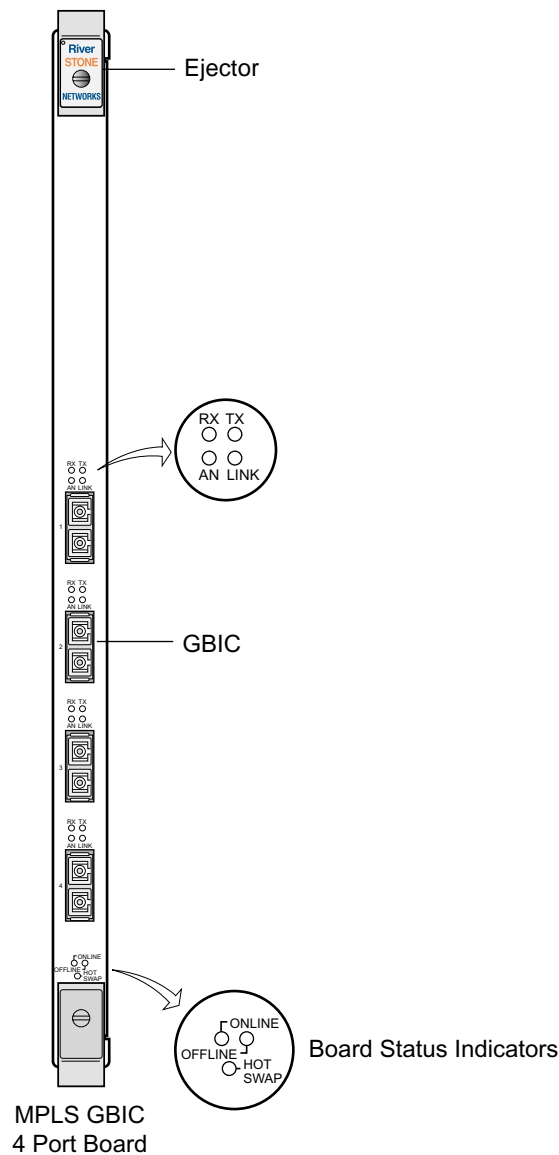 River
STONE
NETWORKS
Ejector
RX TX
AN LINK
RX TX
AN LINK
1
RX TX
AN LINK
2
GBIC
RX TX
AN LINK
3
RX TX
AN LINK
4
ONLINE
OFFLINE
HOT
SWAP
ONLINE
OFFLINE
HOT
SWAP
Board Status Indicators
MPLS GBIC
4 Port Board